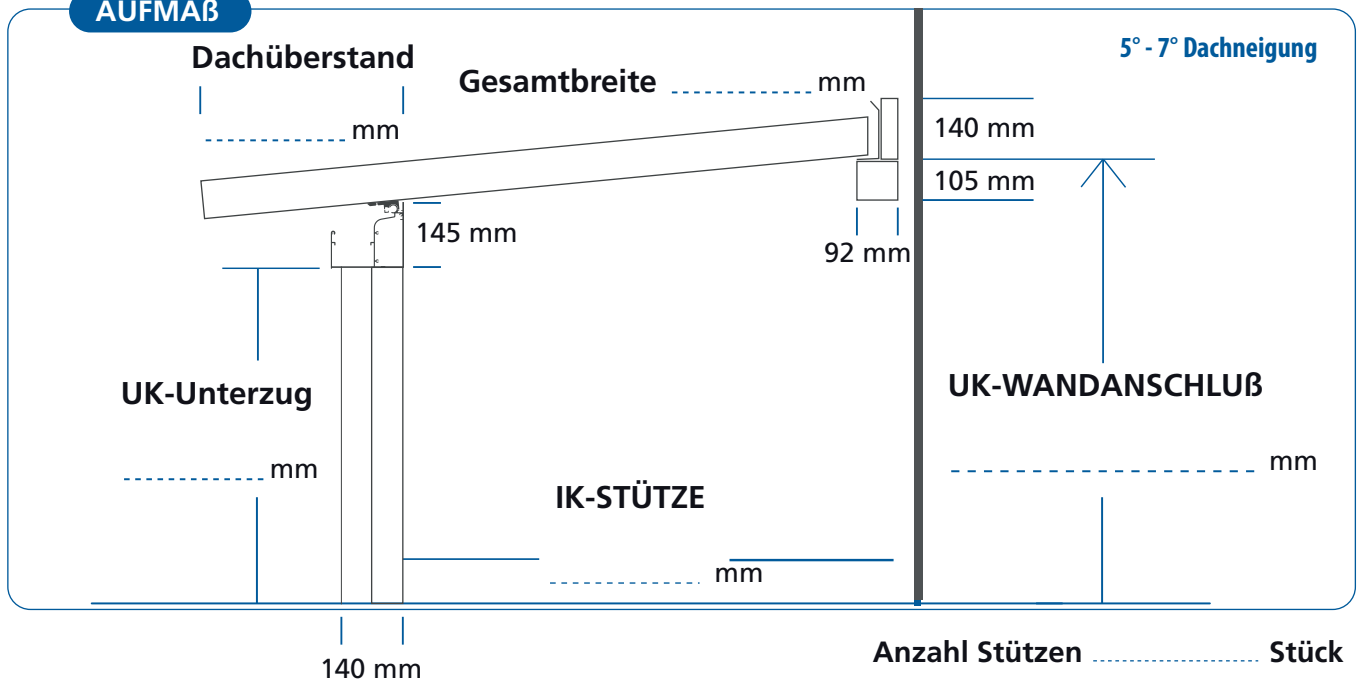 AUFMAß
5° - 7° Dachneigung
Dachüberstand
Gesamtbreite mm
mm
140 mm
105 mm
145 mm
92 mm
UK-Unterzug
UK-WANDANSCHLUß
mm
mm
IK-STÜTZE
mm
Anzahl Stützen Stück
140 mm